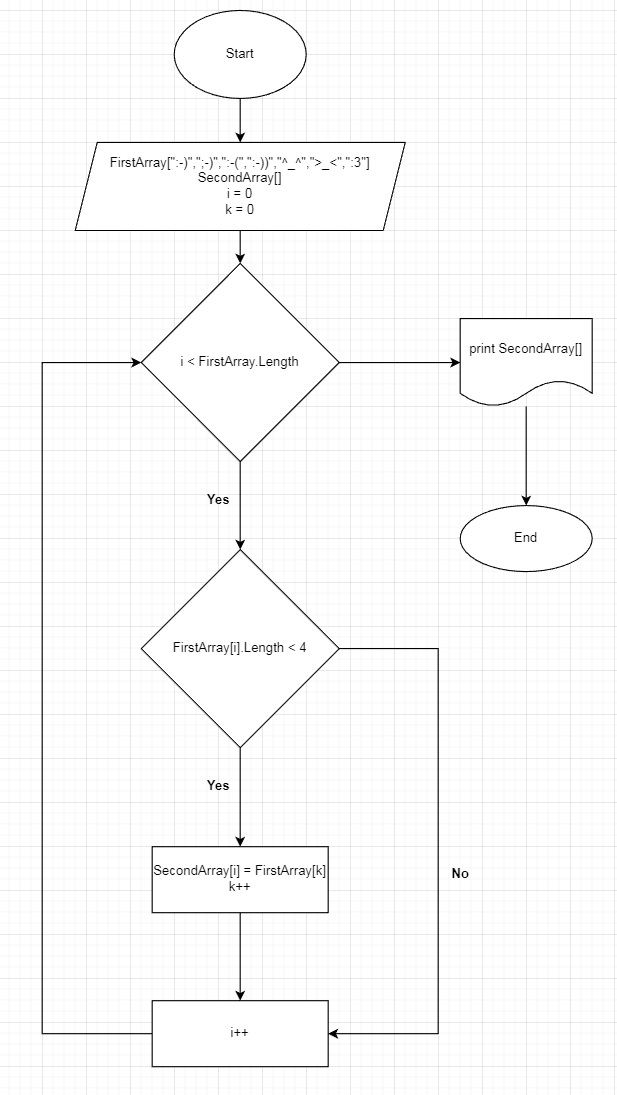 Start
FirstArray[":-)",";-)",":-(",":-))","^_^",">_<",":3"]
SecondArray[]
i = 0
k = 0
i < FirstArray.Length
print SecondArray[]
Yes
End
FirstArray[i].Length < 4
Yes
SecondArray[i] = FirstArray[k]
k++
No
i++